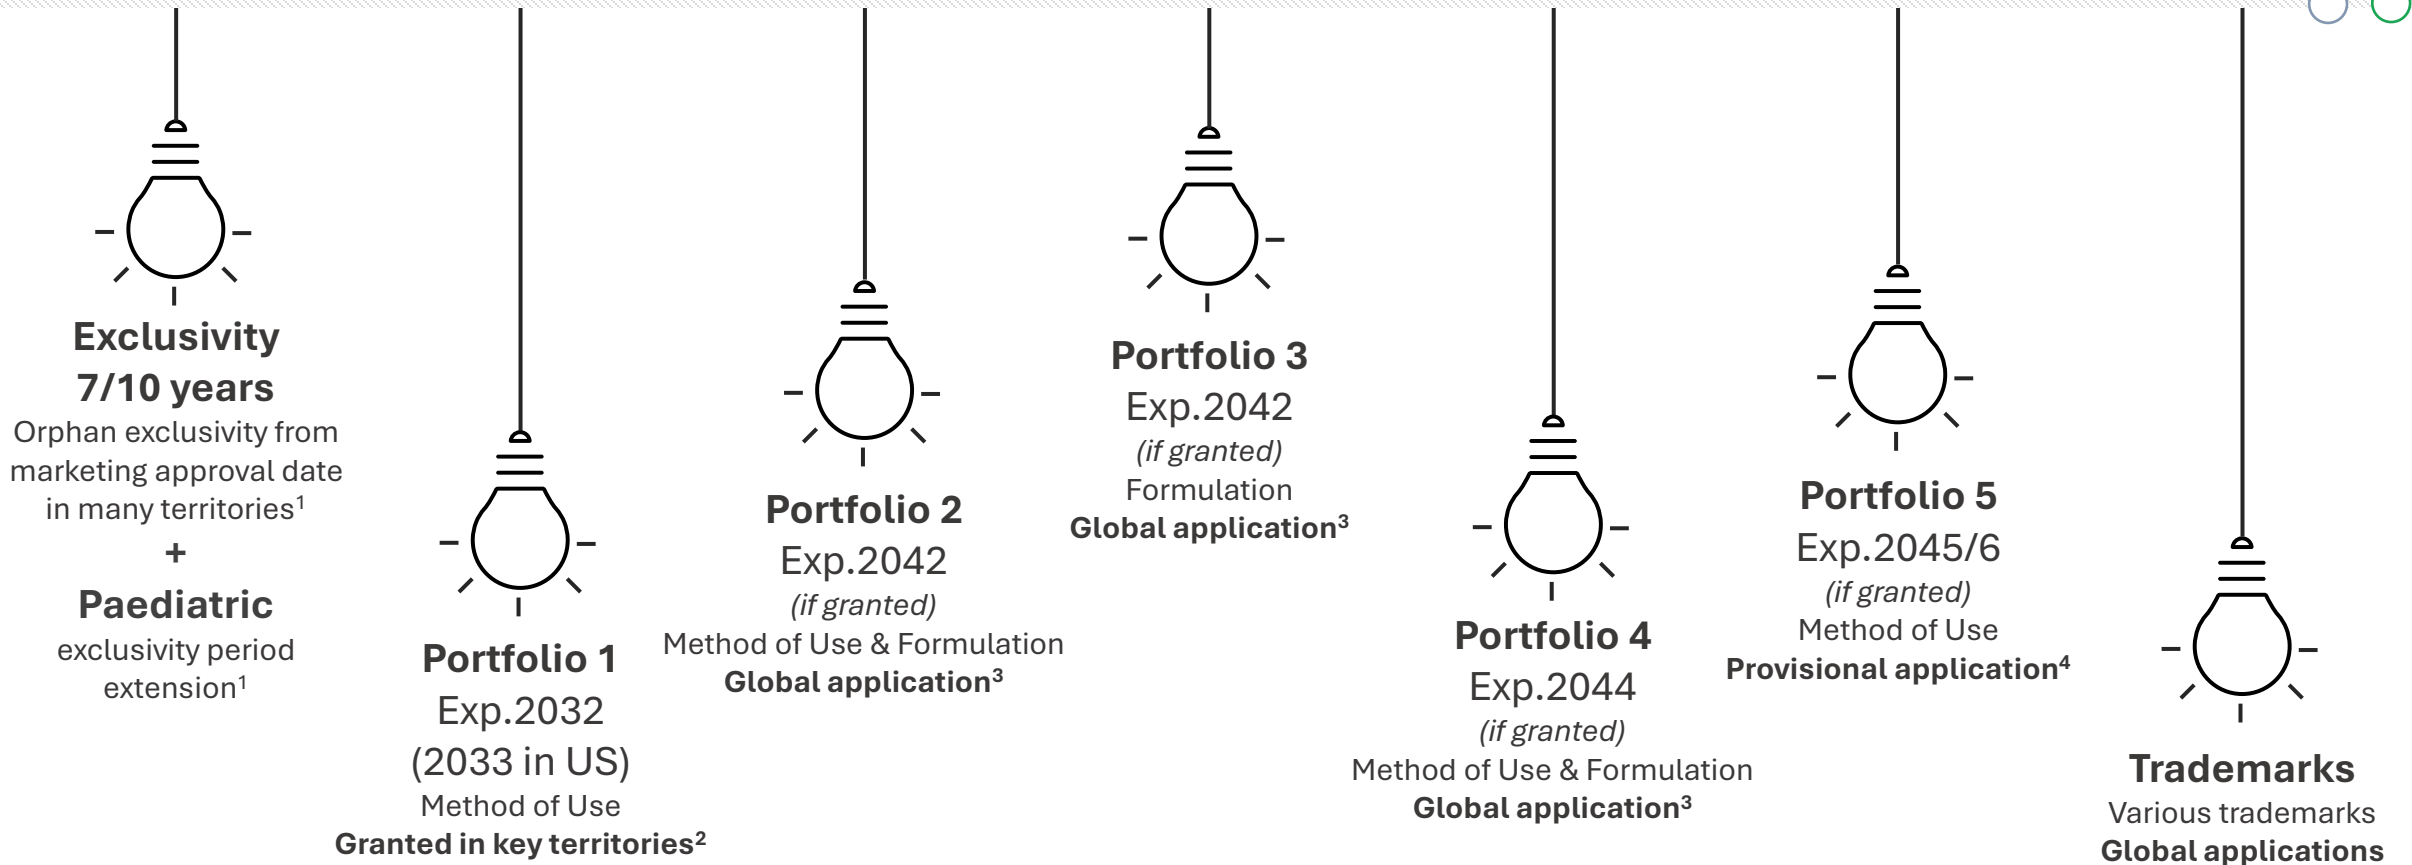 Exclusivity
7/10 years
Orphan exclusivity from
marketing approval date
in many territories¹
+
Paediatric
exclusivity period
extension¹
Portfolio 1
Exp.2032
(2033 in US)
Method of Use
Granted in key territories²
Portfolio 2
Exp.2042
(if granted)
Method of Use & Formulation
Global application³
Portfolio 3
Exp.2042
(if granted)
Formulation
Global application³
Portfolio 4
Exp.2044
(if granted)
Method of Use & Formulation
Global application³
Portfolio 5
Exp.2045/6
(if granted)
Method of Use
Provisional application⁴
Trademarks
Various trademarks
Global applications